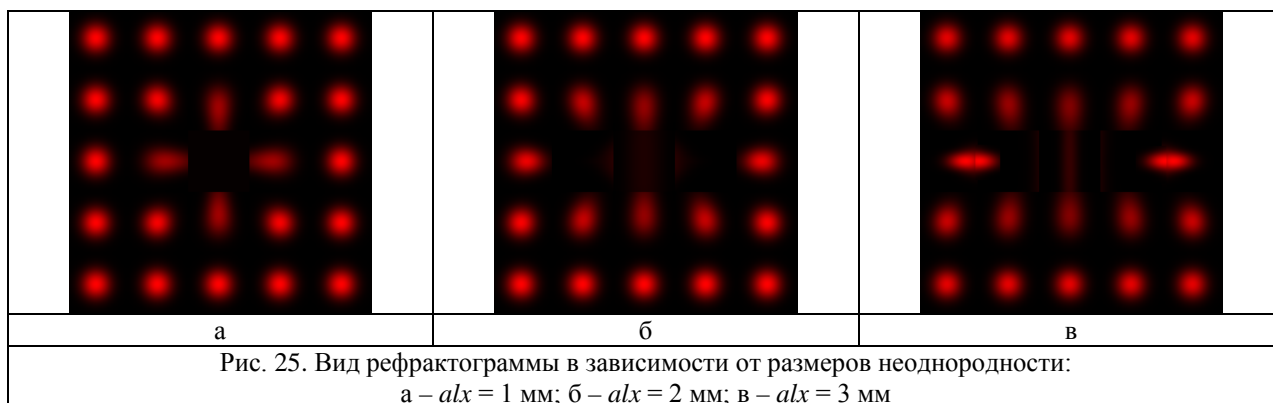 а
б
в
Рис. 25. Вид рефрактограммы в зависимости от размеров неоднородности:
а – alx = 1 мм; б – alx = 2 мм; в – alx = 3 мм